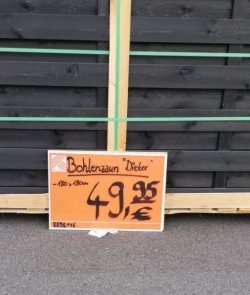 Bohlenzaun "Dieter"
~180 x 180cm
49,95 €